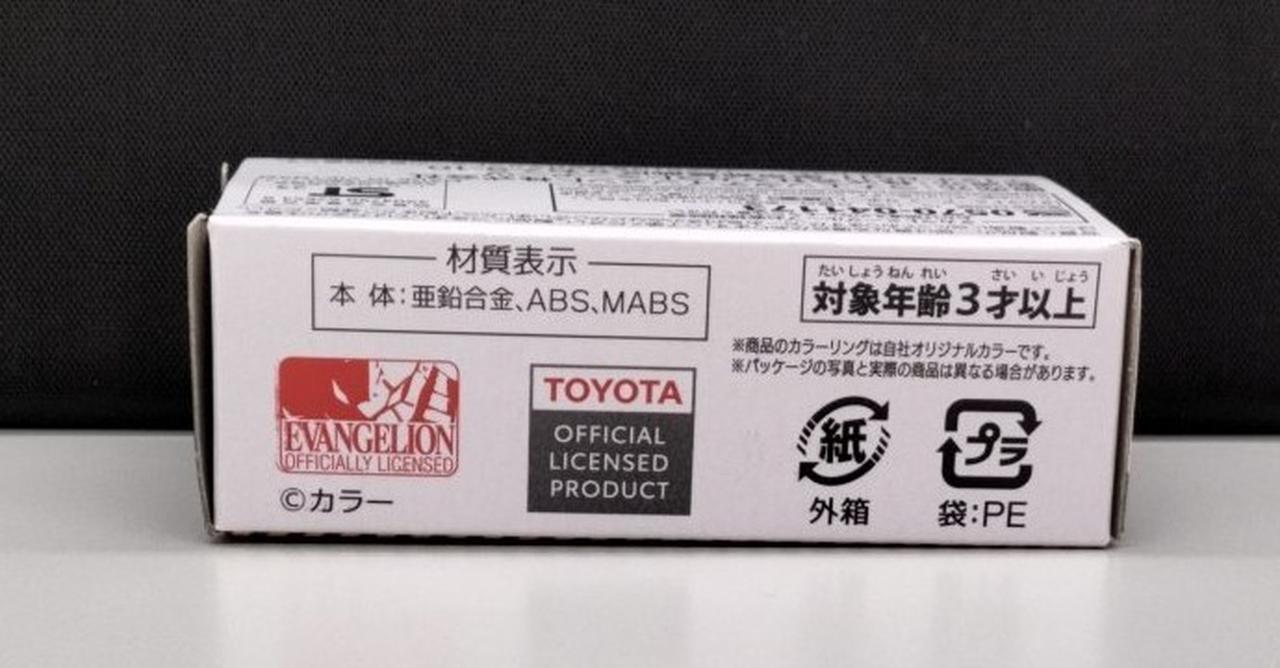 材質表示
本 体:亜鉛合金、ABS、MABS
たいしょうねんれい さい いじょう
対象年齢3才以上
※商品のカラーリングは自社オリジナルカラーです。
※パッケージの写真と実際の商品は異なる場合があります。
EVANGELION
OFFICIALLY LICENSED
©カラー
TOYOTA
OFFICIAL
LICENSED
PRODUCT
紙
外箱
プラ
袋:PE
0570-041173